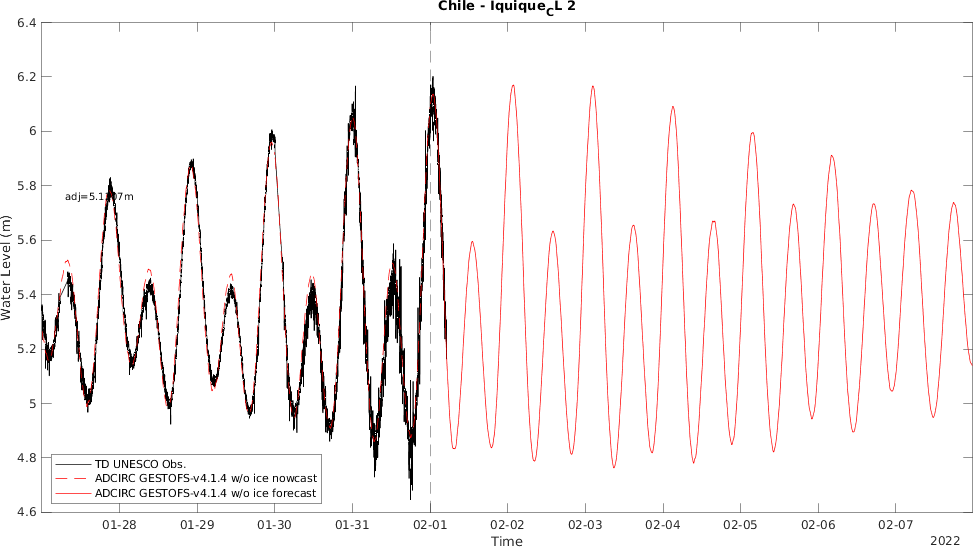 Chile - Iquique_CL 2
6.4
6.2
6
5.8
5.6
5.4
5.2
5
4.8
4.6
Water Level (m)
TD UNESCO Obs.
ADCIRC GESTOFS-v4.1.4 w/o ice nowcast
ADCIRC GESTOFS-v4.1.4 w/o ice forecast
01-28 01-29 01-30 01-31 02-01 02-02 02-03 02-04 02-05 02-06 02-07
Time
2022